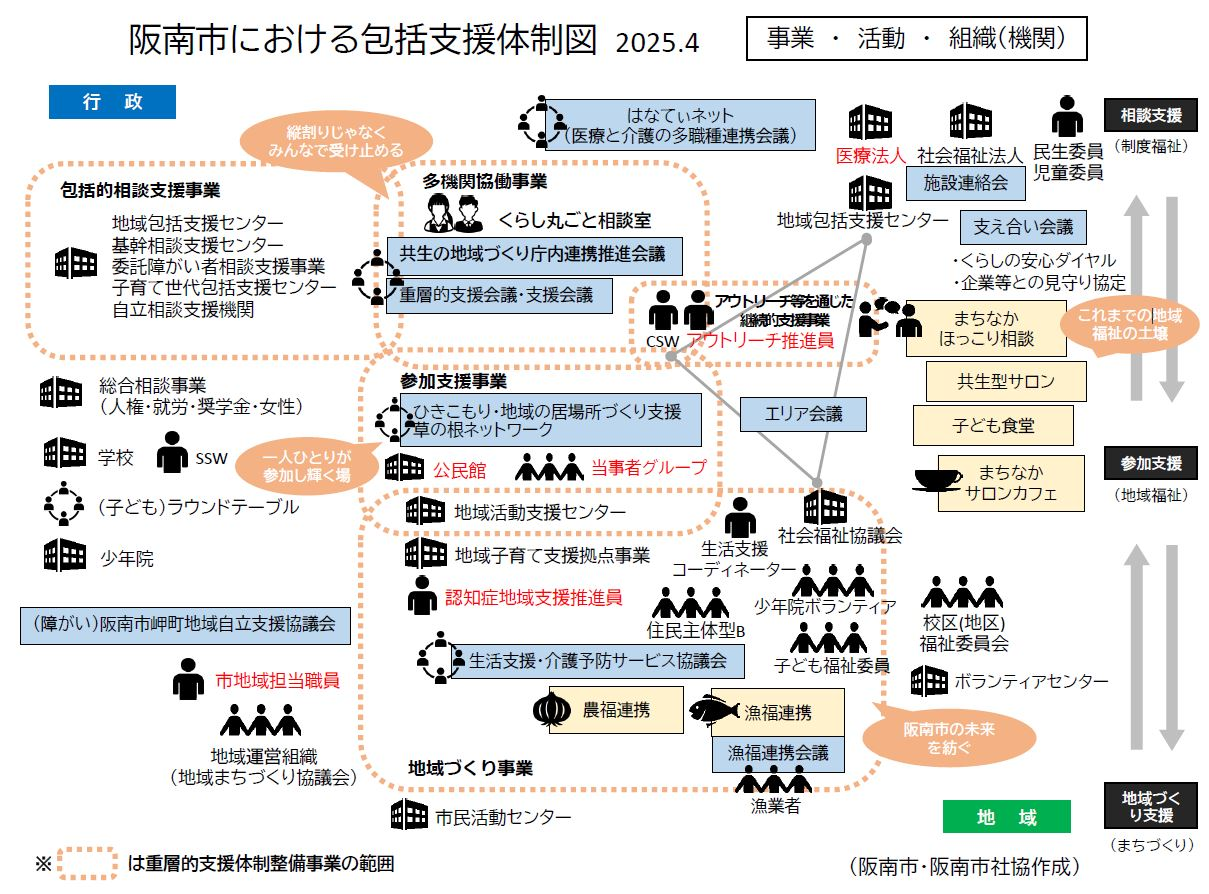 阪南市における包括支援体制図 2025.4
事業 ・ 活動 ・ 組織(機関)
行 政
縦割りじゃなく
みんなで受け止める
はなてぃネット
(医療と介護の多職種連携会議)
医療法人
社会福祉法人
民生委員
児童委員
相談支援
(制度福祉)
施設連絡会
地域包括支援センター
支え合い会議
・くらしの安心ダイヤル
・企業等との見守り協定
包括的相談支援事業
地域包括支援センター
基幹相談支援センター
委託障がい者相談支援事業
子育て世代包括支援センター
自立相談支援機関
多機関協働事業
くらし丸ごと相談室
共生の地域づくり庁内連携推進会議
重層的支援会議・支援会議
アウトリーチ等を通じた
継続的支援事業
CSW
アウトリーチ推進員
まちなか
ほっこり相談
これまでの地域
福祉の土壌
共生型サロン
子ども食堂
まちなか
サロンカフェ
エリア会議
参加支援
(地域福祉)
総合相談事業
(人権・就労・奨学金・女性)
学校
SSW
(子ども)ラウンドテーブル
少年院
一人ひとりが
参加し輝く場
参加支援事業
ひきこもり・地域の居場所づくり支援
草の根ネットワーク
公民館
当事者グループ
地域活動支援センター
地域子育て支援拠点事業
認知症地域支援推進員
生活支援
コーディネーター
社会福祉協議会
住民主体型B
少年院ボランティア
子ども福祉委員
校区(地区)
福祉委員会
ボランティアセンター
(障がい)阪南市岬町地域自立支援協議会
市地域担当職員
地域運営組織
(地域まちづくり協議会)
生活支援・介護予防サービス協議会
農福連携
漁福連携
漁福連携会議
漁業者
阪南市の未来
を紡ぐ
地域づくり事業
市民活動センター
地 域
地域づく
り支援
(まちづくり)
※
は重層的支援体制整備事業の範囲
(阪南市・阪南市社協作成)